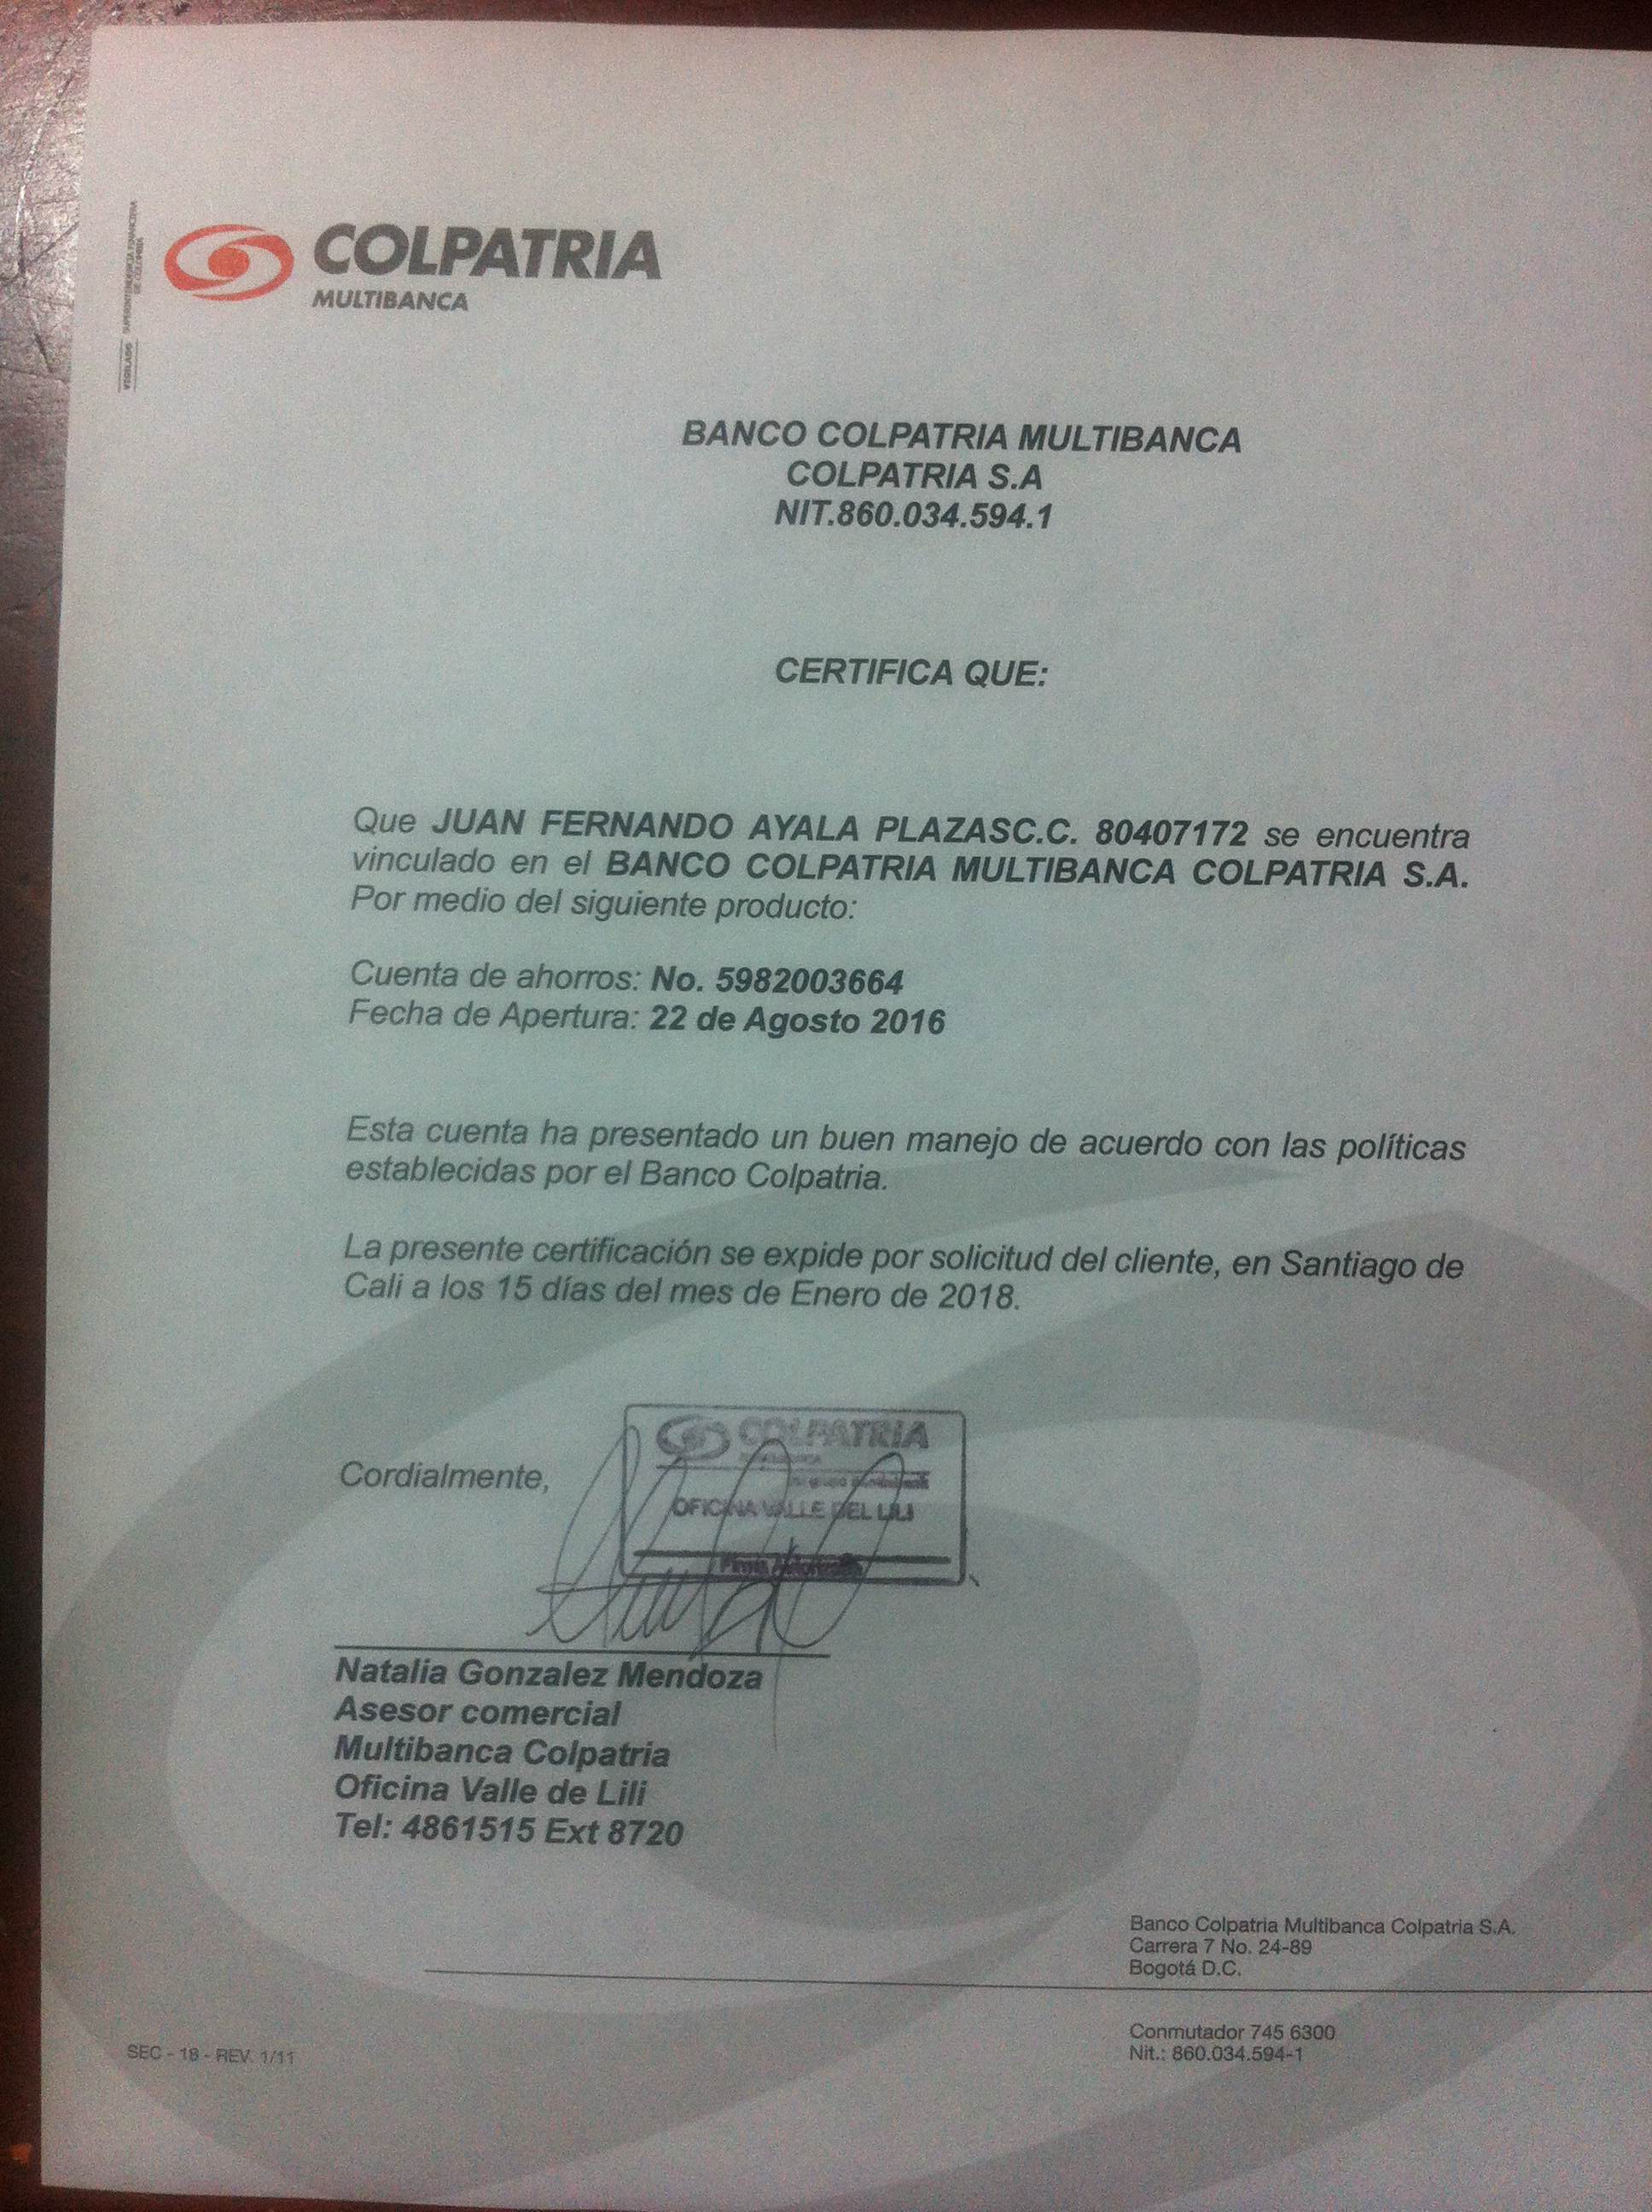 VIGILADO SUPERINTENDENCIA FINANCIERA
DE COLOMBIA
COLPATRIA
MULTIBANCA
BANCO COLPATRIA MULTIBANCA
COLPATRIA S.A
NIT.860.034.594.1
CERTIFICA QUE:
Que JUAN FERNANDO AYALA PLAZASC.C. 80407172 se encuentra
vinculado en el BANCO COLPATRIA MULTIBANCA COLPATRIA S.A.
Por medio del siguiente producto:
Cuenta de ahorros: No. 5982003664
Fecha de Apertura: 22 de Agosto 2016
Esta cuenta ha presentado un buen manejo de acuerdo con las políticas
establecidas por el Banco Colpatria.
La presente certificación se expide por solicitud del cliente, en Santiago de
Cali a los 15 días del mes de Enero de 2018.
COLPATRIA
OFICINA VALLE DEL LILI
Cordialmente,
Natalia Gonzalez Mendoza
Asesor comercial
Multibanca Colpatria
Oficina Valle de Lili
Tel: 4861515 Ext 8720
Banco Colpatria Multibanca Colpatria S.A.
Carrera 7 No. 24-89
Bogotá D.C.
Conmutador 745 6300
Nit.: 860.034.594-1
SEC - 18 - REV. 1/11